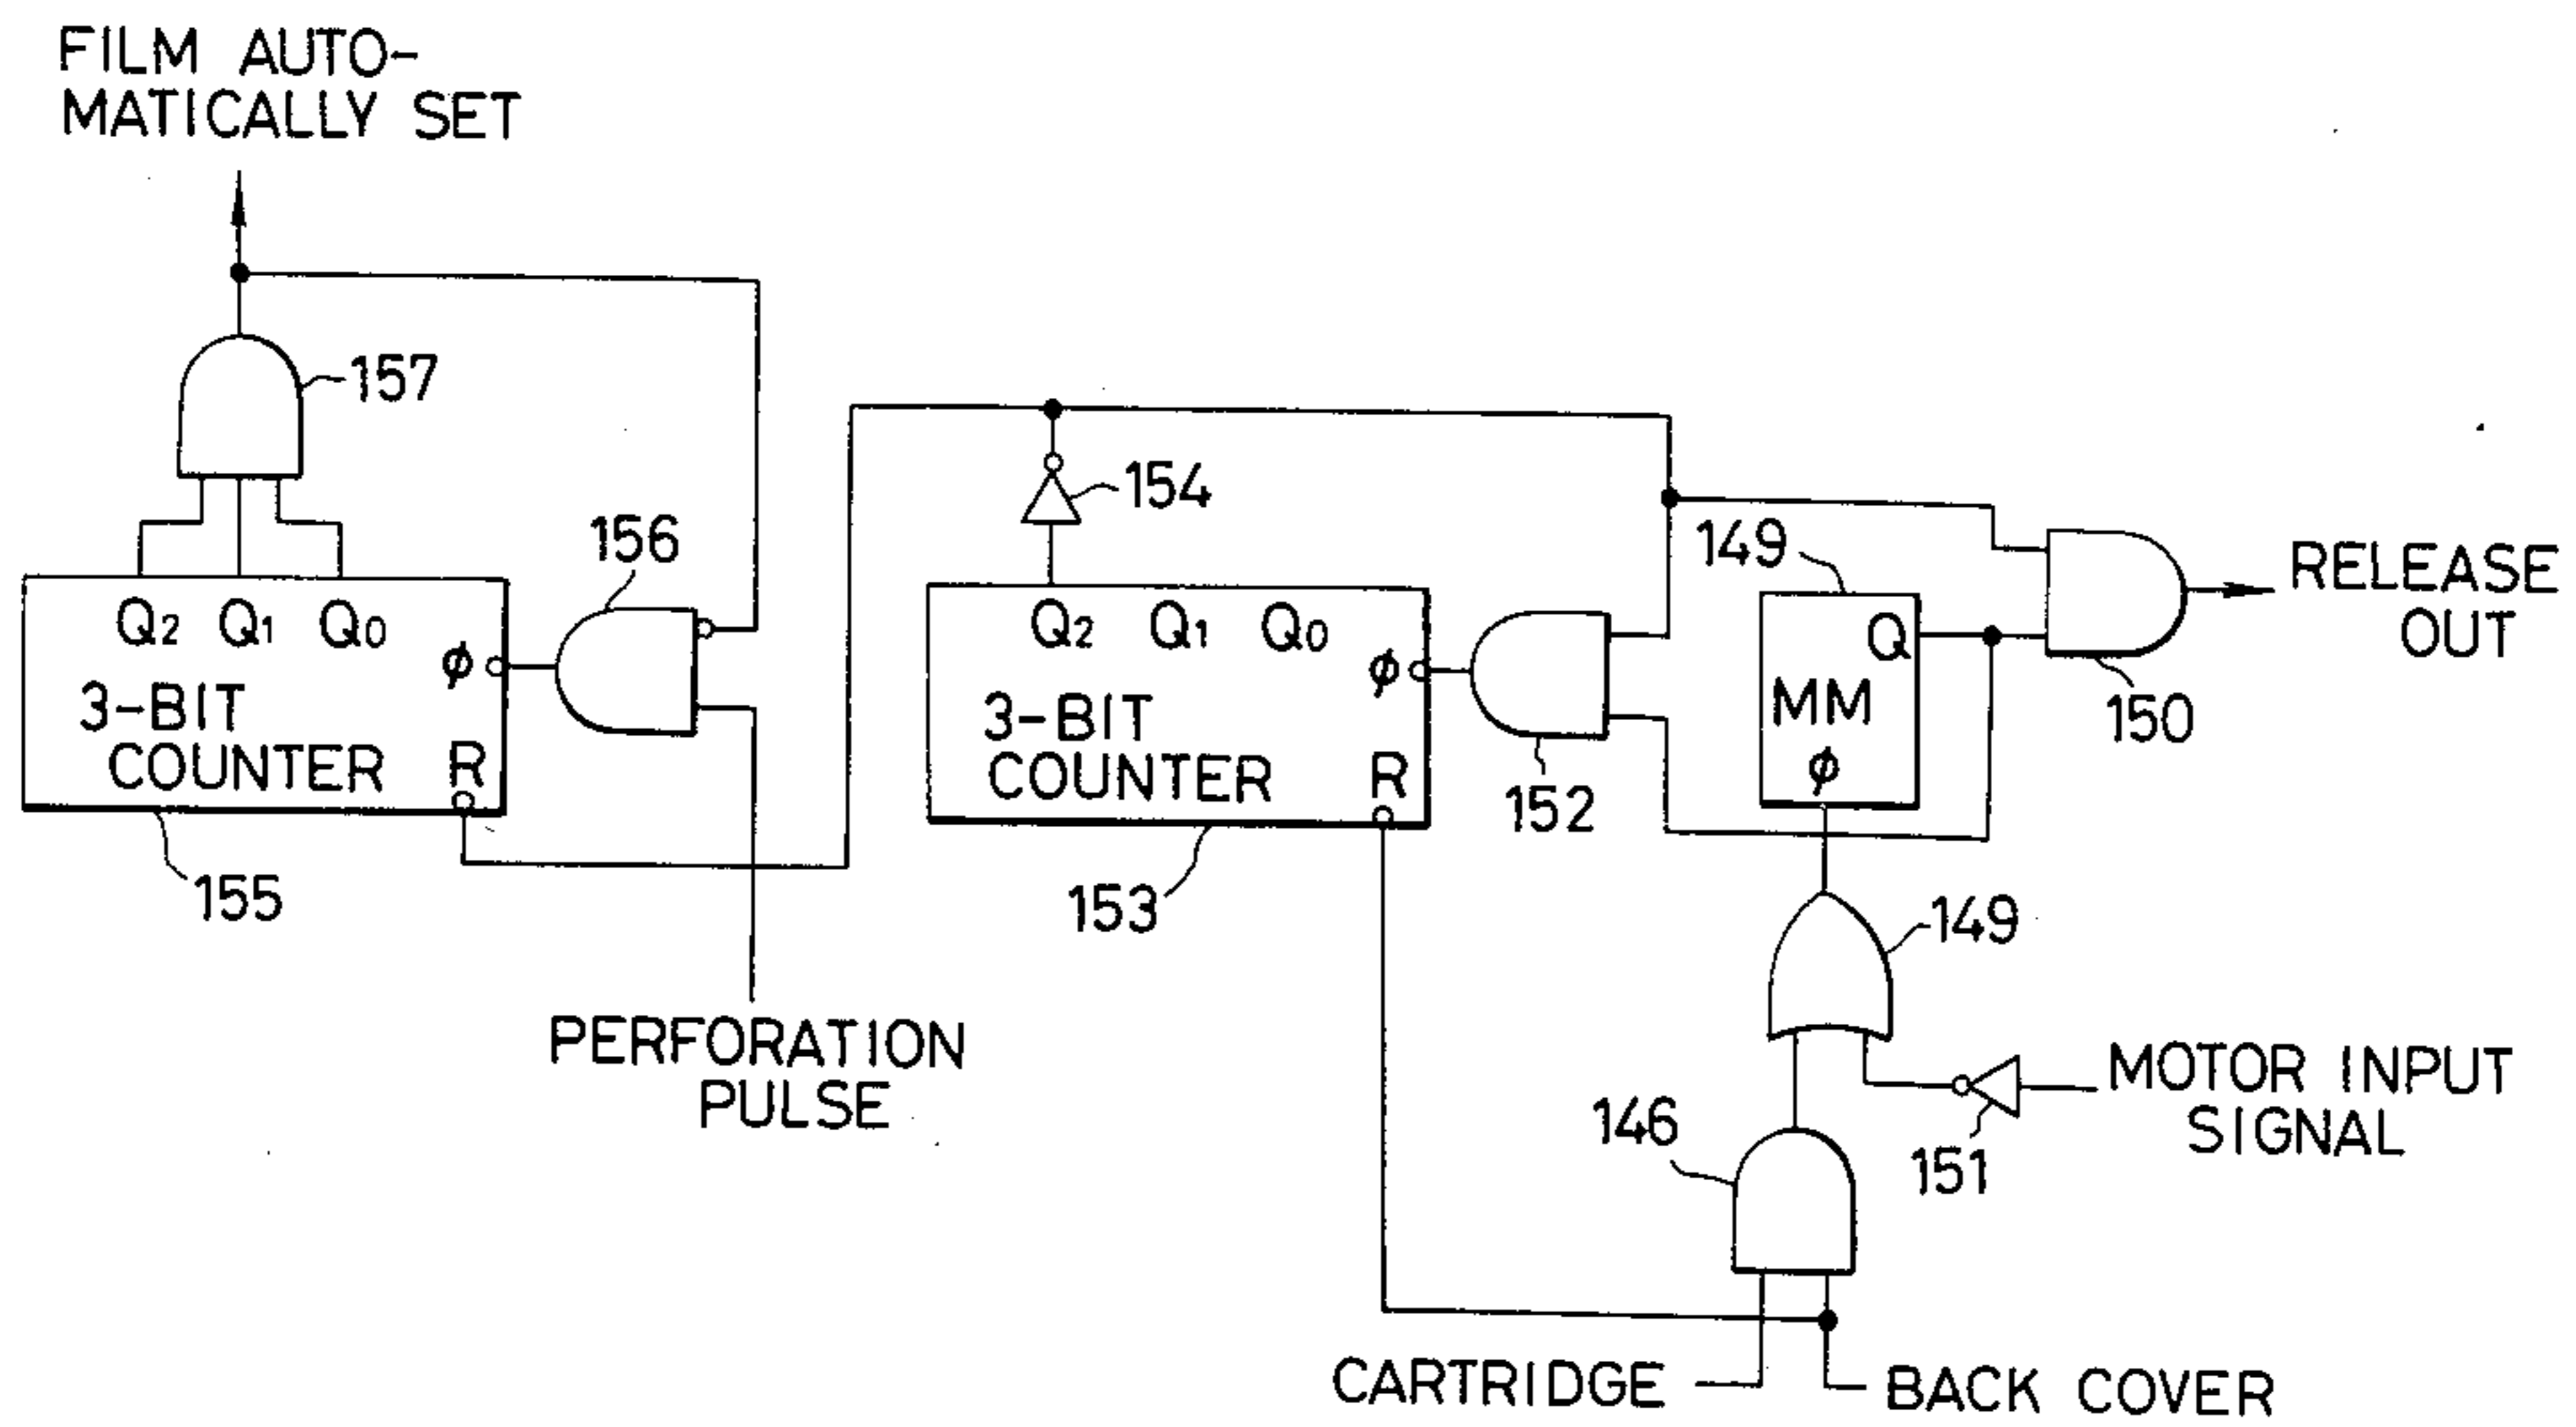 FILM AUTO-
MATICALLY SET
157
156
154
149
Q2 Q1 Q0
φ
3-BIT
COUNTER
R
155
Q2 Q1 Q0
φ
3-BIT
COUNTER
R
153
152
Q
MM
φ
150
RELEASE
OUT
149
PERFORATION
PULSE
MOTOR INPUT
SIGNAL
151
146
CARTRIDGE
BACK COVER